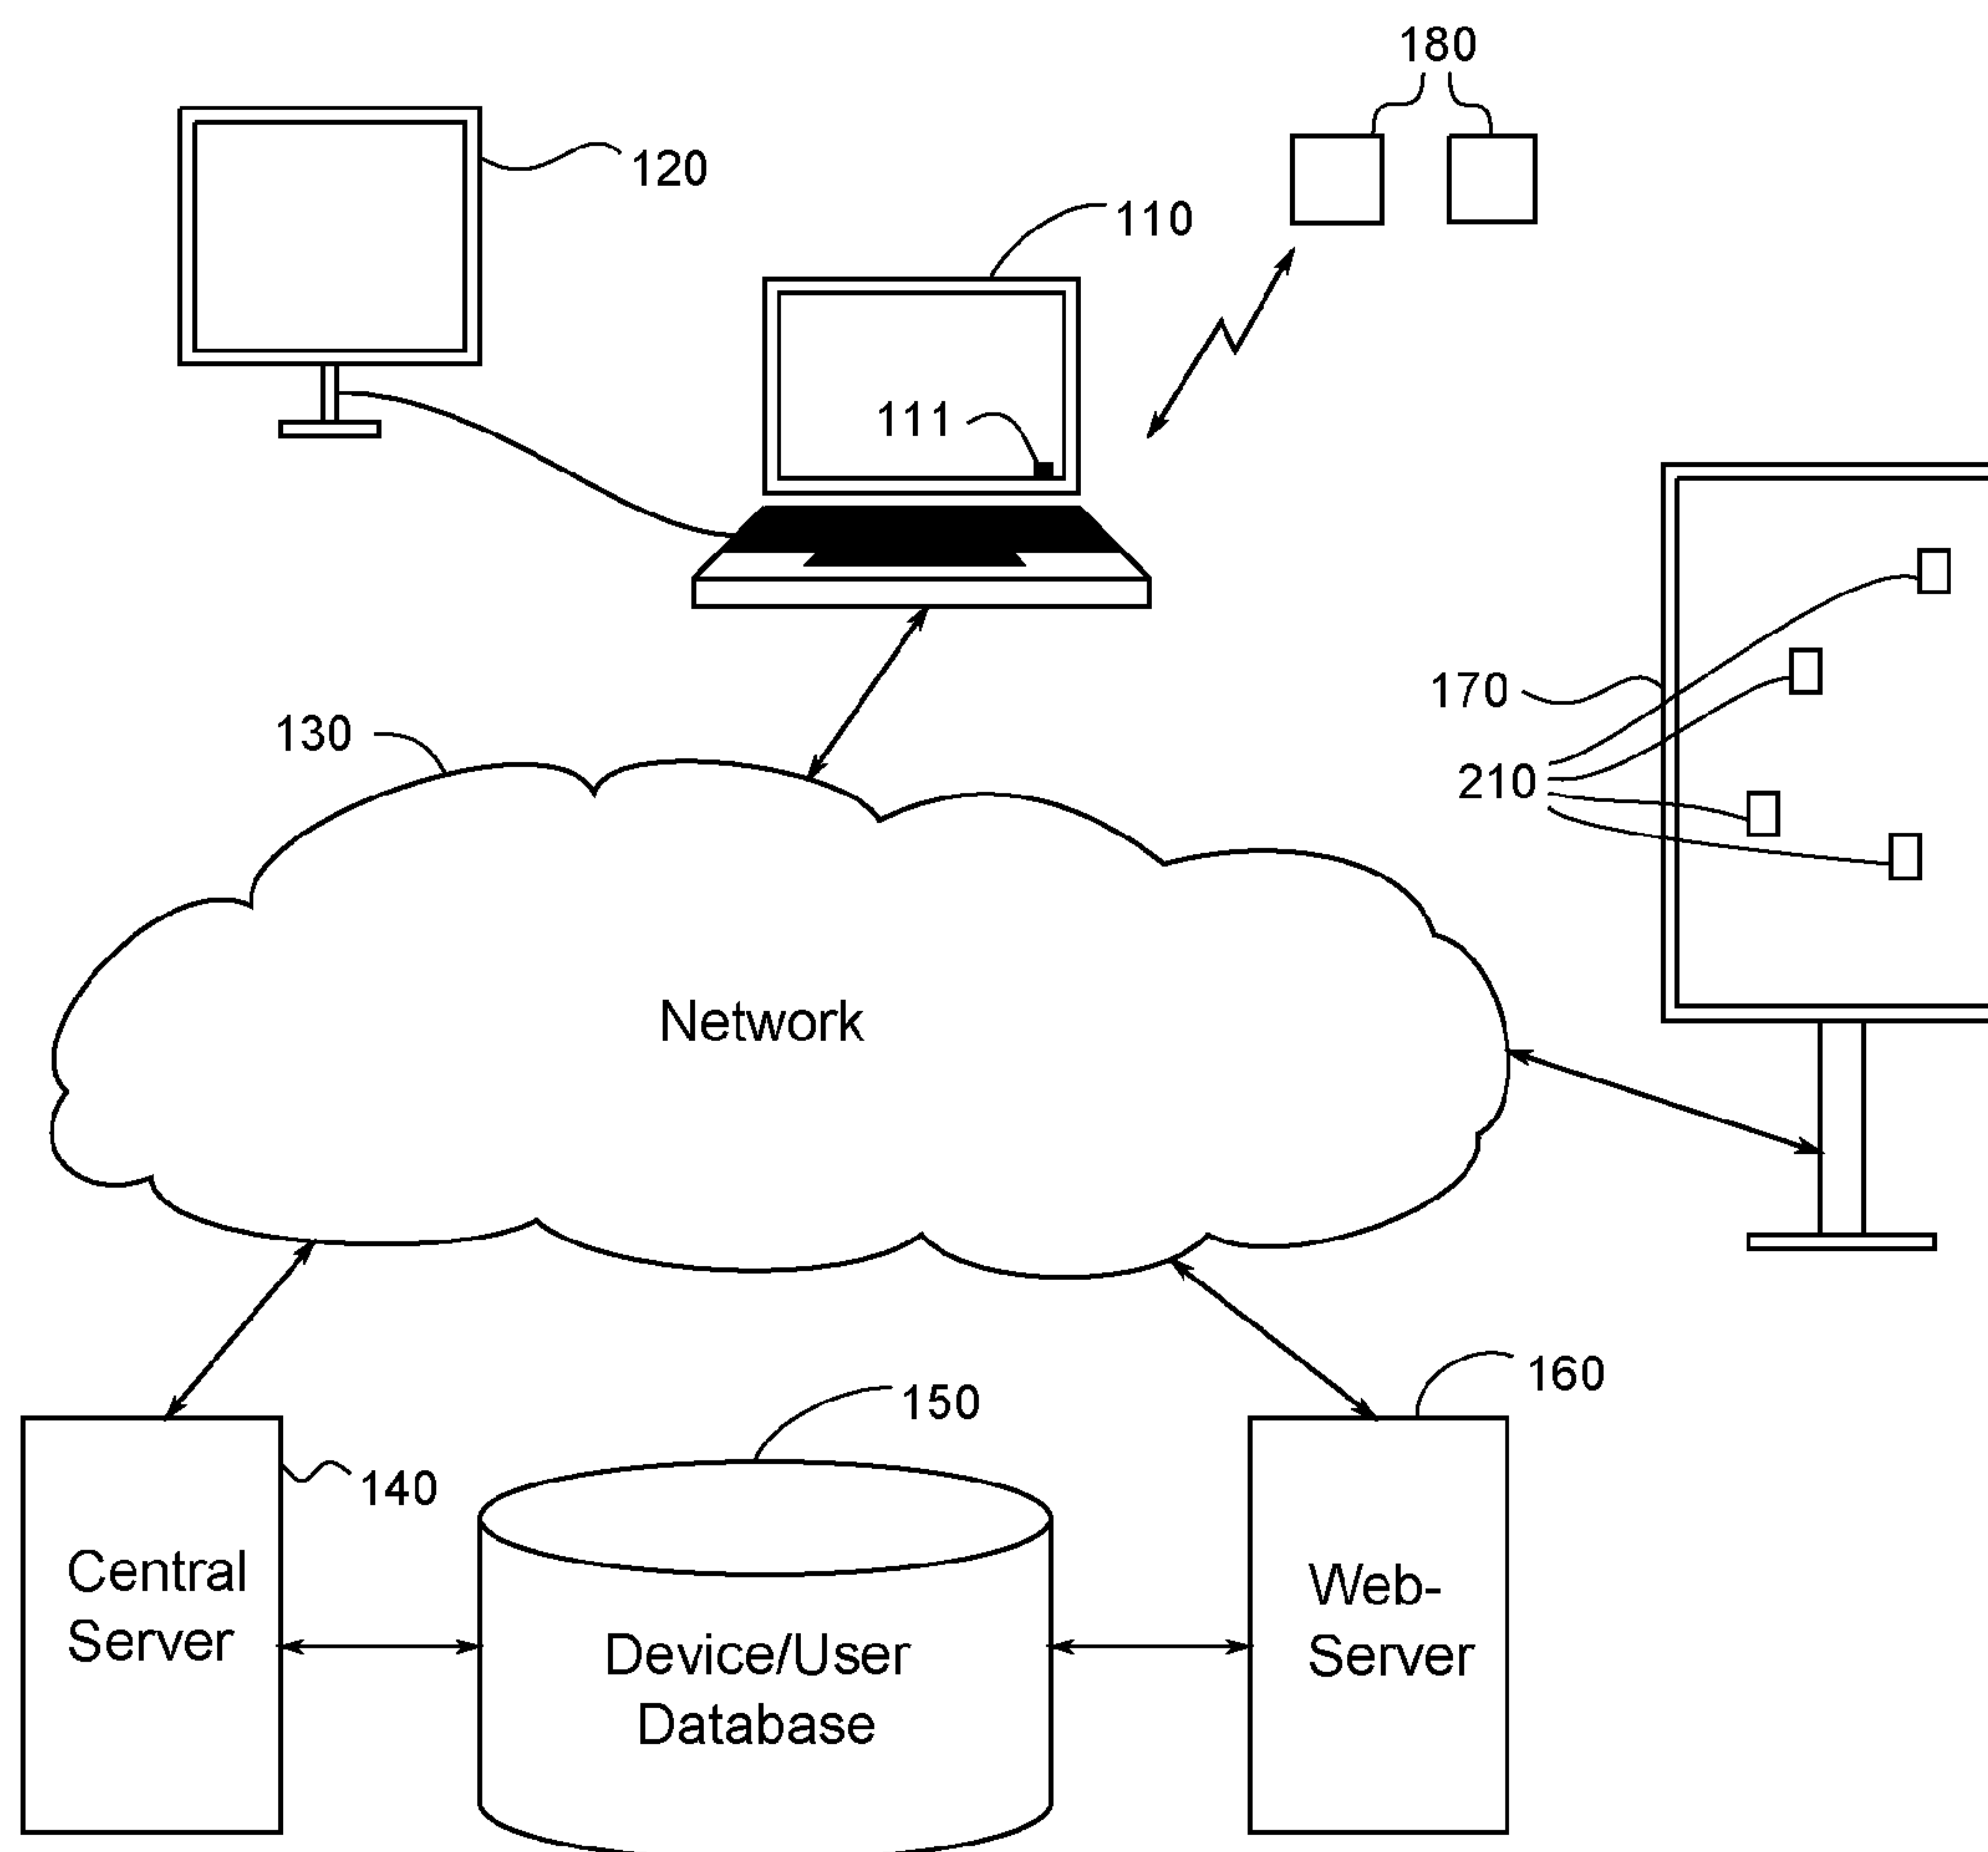 180
120
110
111
170
130
210
Network
160
150
140
Central
Server
Web-
Server
Device/User
Database